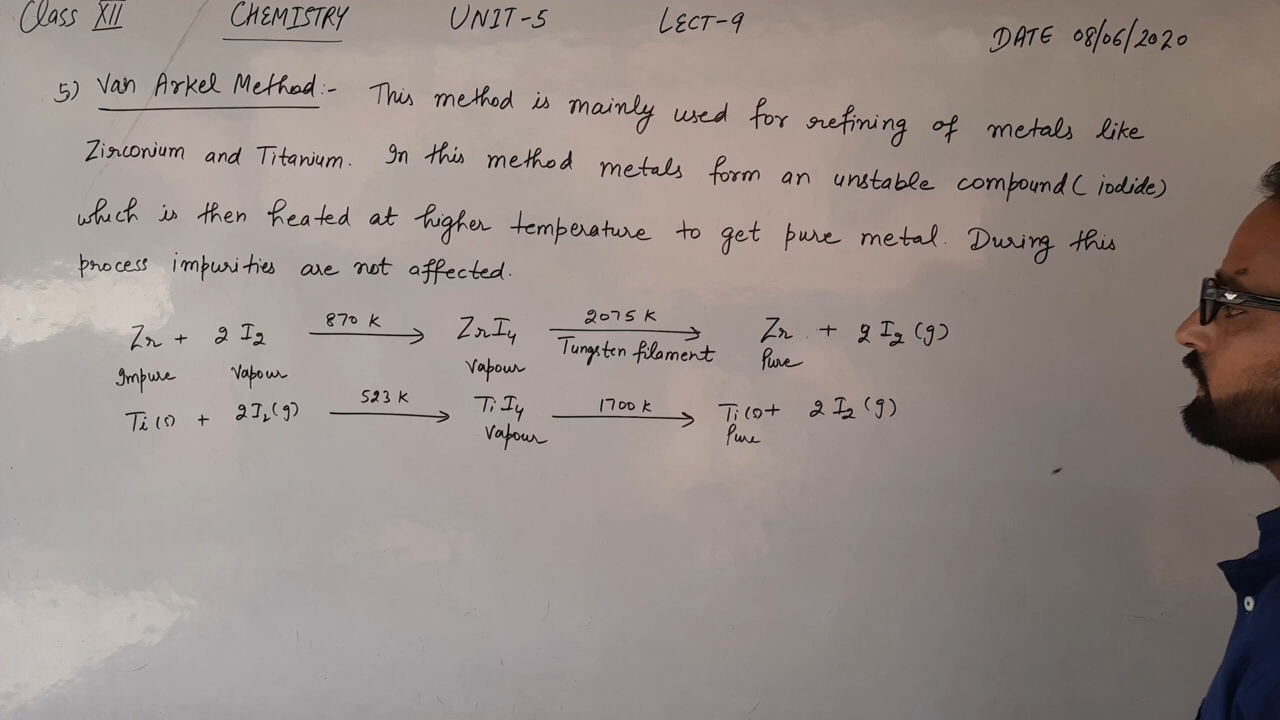 Class XII CHEMISTRY UNIT-5 LECT-9 DATE 08/06/2020
5) Van Arkel Method:- This method is mainly used for refining of metals like
Zirconium and Titanium. In this method metals form an unstable compound (iodide)
which is then heated at higher temperature to get pure metal. During this
process impurities are not affected.
Zr + 2 I₂ 870 K → ZrI₄ 2075 K → Zr + 2 I₂ (g)
Impure Vapour Vapour Tungsten filament Pure
Ti (s) + 2I₂ (g) 523 K → TiI₄ 1700 K → Ti (s) + 2 I₂ (g)
Vapour Pure